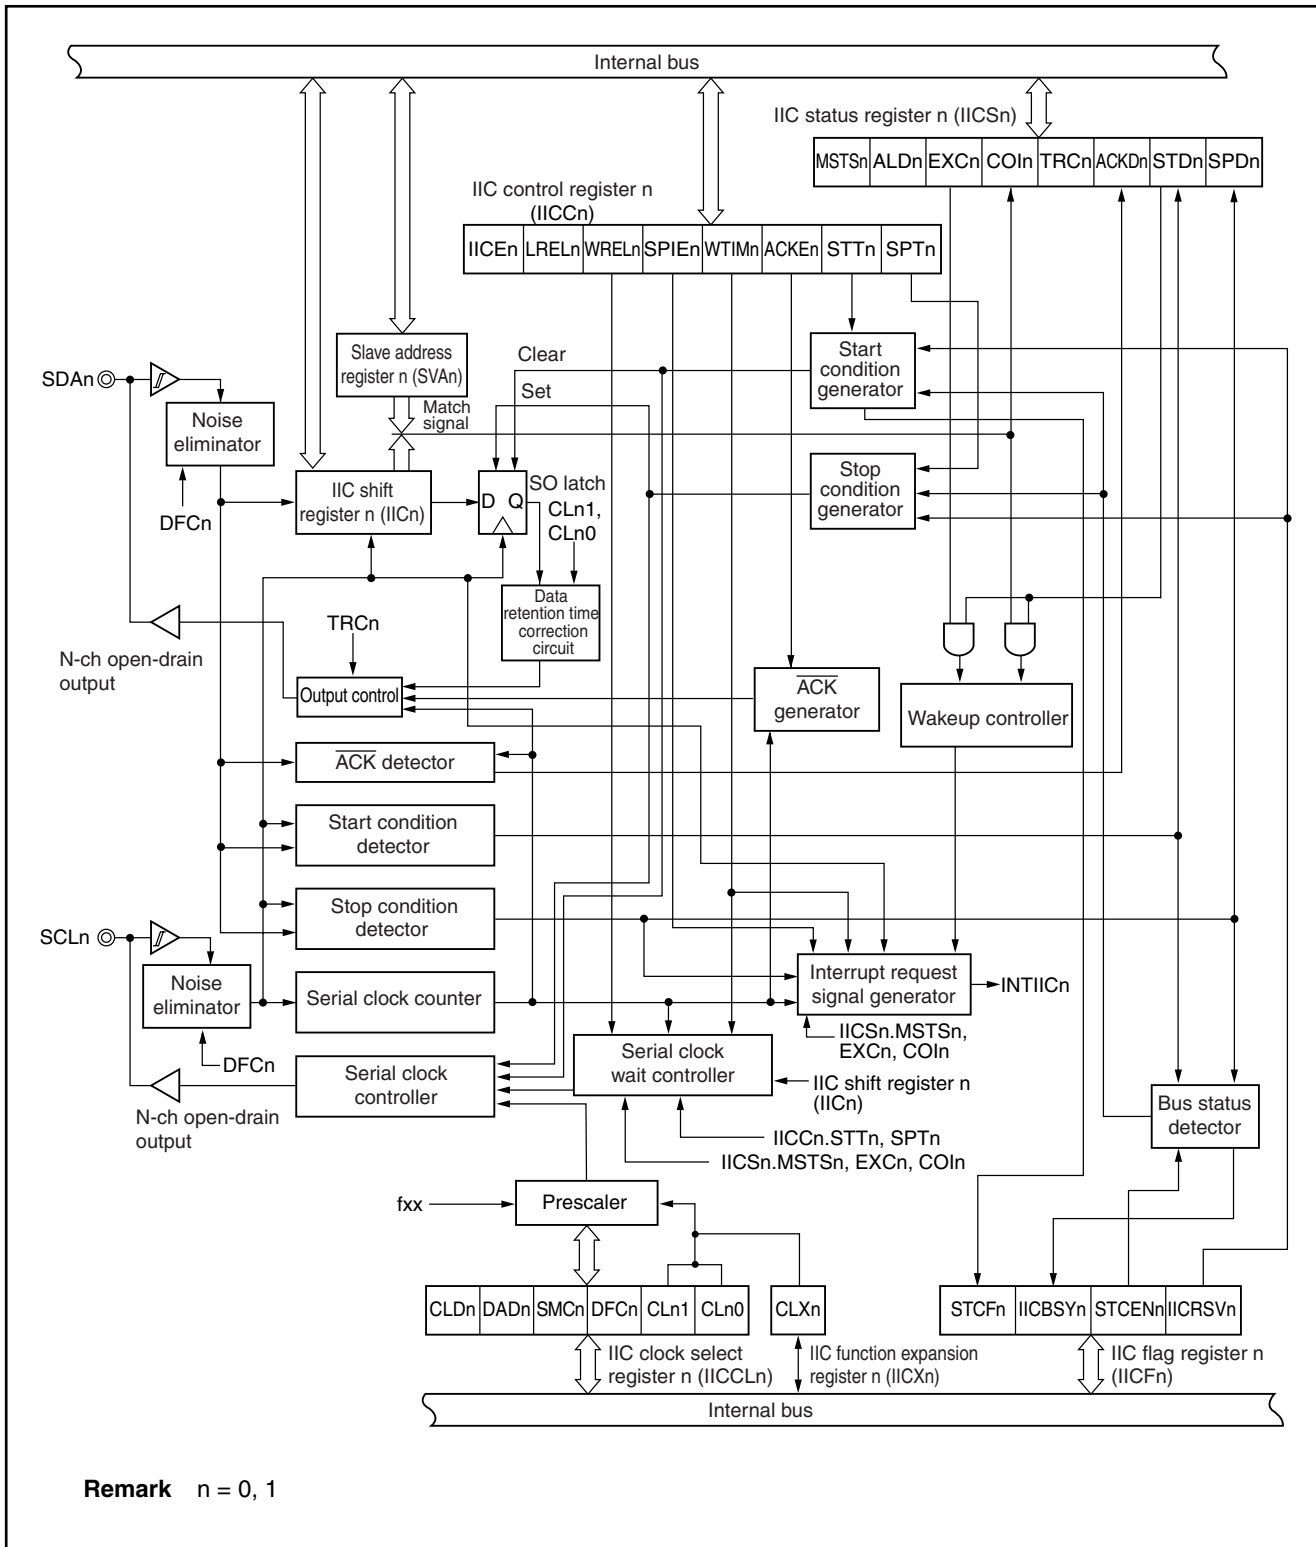 Internal bus
IIC status register n (IICSn)
MSTSn ALDn EXCn COIn TRCn ACKDn STDn SPDn
IIC control register n
(IICCn)
IICEn LRELn WRELn SPIEn WTIMn ACKEn STTn SPTn
Slave address
register n (SVAn)
Clear
Start
condition
generator
SDAn
Set
Match
signal
Noise
eliminator
Stop
condition
generator
IIC shift
register n (IICn)
D Q
SO latch
CLn1,
CLn0
DFCn
Data
retention time
correction
circuit
TRCn
N-ch open-drain
output
Output control
ACK
generator
Wakeup controller
ACK detector
Start condition
detector
Stop condition
detector
SCLn
Noise
eliminator
Serial clock counter
Interrupt request
signal generator
INTIICn
IICSn.MSTSn,
EXCn, COIn
DFCn
Serial clock
controller
Serial clock
wait controller
IIC shift register n
(IICn)
N-ch open-drain
output
Bus status
detector
IICCn.STTn, SPTn
IICSn.MSTSn, EXCn, COIn
fxx
Prescaler
CLDn DADn SMCn DFCn CLn1 CLn0
CLXn
STCFn IICBSYn STCENn IICRSVn
IIC clock select
register n (IICCLn)
IIC function expansion
register n (IICXn)
IIC flag register n
(IICFn)
Internal bus
Remark n = 0, 1